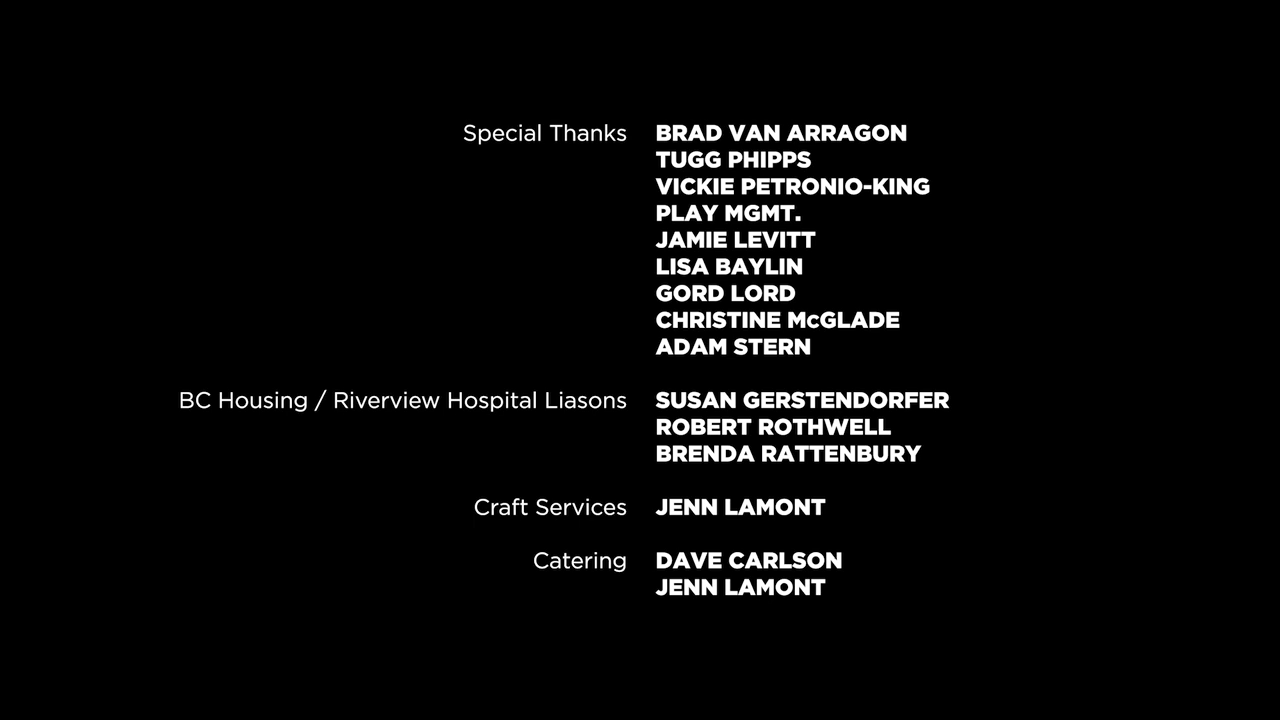 Special Thanks BRAD VAN ARRAGON
TUGG PHIPPS
VICKIE PETRONIO-KING
PLAY MGMT.
JAMIE LEVITT
LISA BAYLIN
GORD LORD
CHRISTINE McGLADE
ADAM STERN
BC Housing / Riverview Hospital Liasons SUSAN GERSTENDORFER
ROBERT ROTHWELL
BRENDA RATTENBURY
Craft Services JENN LAMONT
Catering DAVE CARLSON
JENN LAMONT